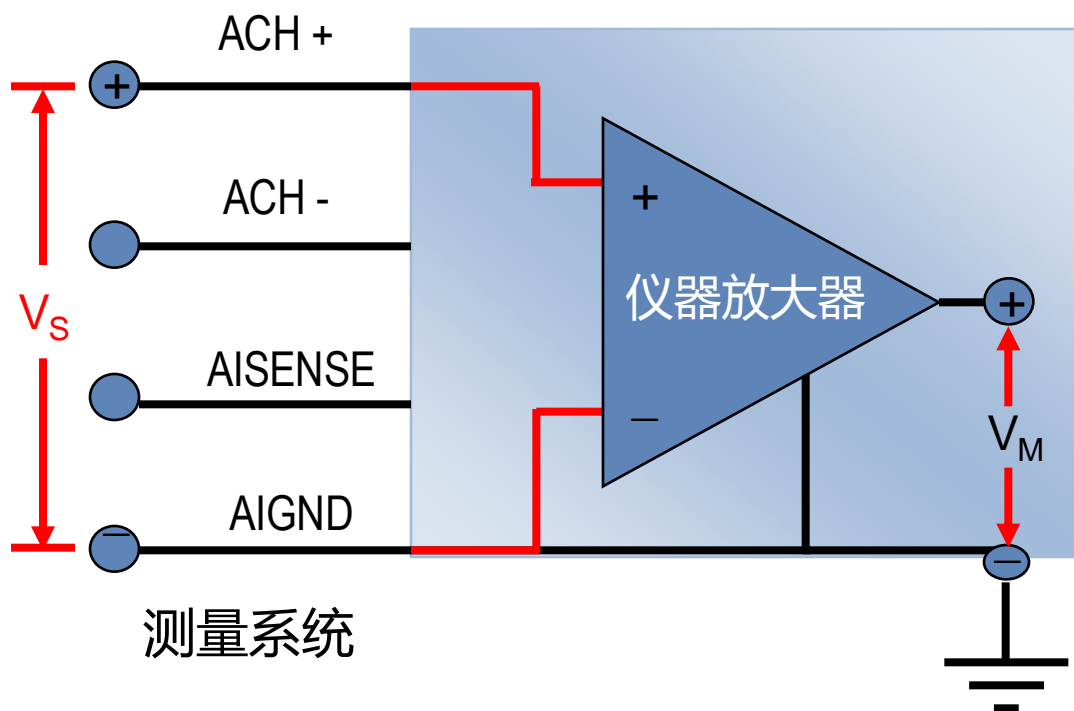 ACH +
+
ACH -
+
仪器放大器
+
VS
AISENSE
−
VM
AIGND
−
−
测量系统